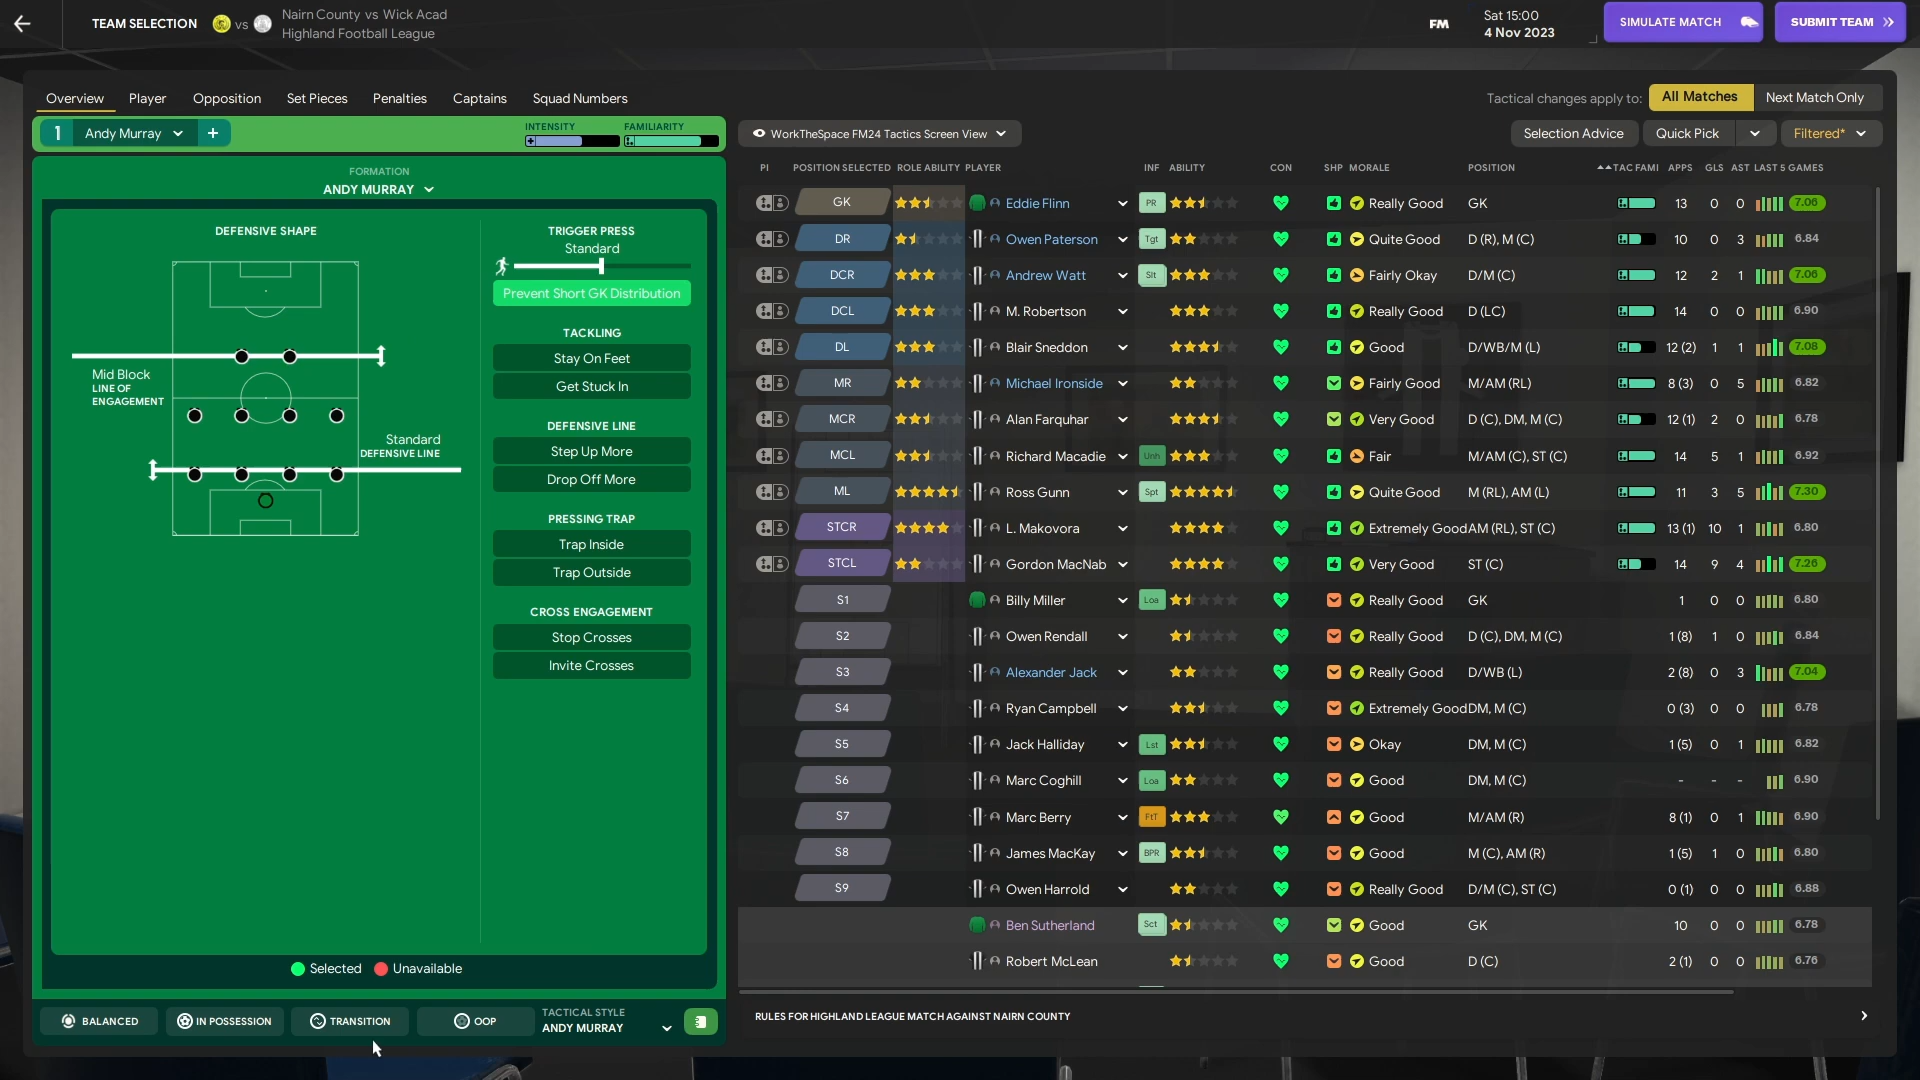 TEAM SELECTION
vs
Nairn County vs Wick Acad
Highland Football League
FM
Sat 15:00
4 Nov 2023
SIMULATE MATCH
SUBMIT TEAM
Overview
Player
Opposition
Set Pieces
Penalties
Captains
Squad Numbers
Tactical changes apply to:
All Matches
Next Match Only
1 Andy Murray +
INTENSITY
FAMILIARITY
WorkTheSpace FM24 Tactics Screen View
Selection Advice
Quick Pick
Filtered*
FORMATION
ANDY MURRAY
DEFENSIVE SHAPE
Mid Block
LINE OF
ENGAGEMENT
Standard
DEFENSIVE LINE
TRIGGER PRESS
Standard
Prevent Short GK Distribution
TACKLING
Stay On Feet
Get Stuck In
DEFENSIVE LINE
Step Up More
Drop Off More
PRESSING TRAP
Trap Inside
Trap Outside
CROSS ENGAGEMENT
Stop Crosses
Invite Crosses
Selected
Unavailable
BALANCED
IN POSSESSION
TRANSITION
OOP
TACTICAL STYLE
ANDY MURRAY
PI POSITION SELECTED ROLE ABILITY PLAYER INF ABILITY CON SHP MORALE POSITION TAC FAMI APPS GLS AST LAST 5 GAMES
GK Eddie Flinn PR Really Good GK 13 0 0 7.06
DR Owen Paterson Tgt Quite Good D (R), M (C) 10 0 3 6.84
DCR Andrew Watt Slt Fairly Okay D/M (C) 12 2 1 7.06
DCL M. Robertson Really Good D (LC) 14 0 0 6.90
DL Blair Sneddon Good D/WB/M (L) 12 (2) 1 1 7.08
MR Michael Ironside Fairly Good M/AM (RL) 8 (3) 0 5 6.82
MCR Alan Farquhar Very Good D (C), DM, M (C) 12 (1) 2 0 6.78
MCL Richard Macadie Unh Fair M/AM (C), ST (C) 14 5 1 6.92
ML Ross Gunn Spt Quite Good M (RL), AM (L) 11 3 5 7.30
STCR L. Makovora Extremely Good AM (RL), ST (C) 13 (1) 10 1 6.80
STCL Gordon MacNab Very Good ST (C) 14 9 4 7.26
S1 Billy Miller Loa Really Good GK 1 0 0 6.80
S2 Owen Rendall Really Good D (C), DM, M (C) 1 (8) 1 0 6.84
S3 Alexander Jack Really Good D/WB (L) 2 (8) 0 3 7.04
S4 Ryan Campbell Extremely Good DM, M (C) 0 (3) 0 0 6.78
S5 Jack Halliday Lst Okay DM, M (C) 1 (5) 0 1 6.82
S6 Marc Coghill Loa Good DM, M (C) - - - 6.90
S7 Marc Berry FtT Good M/AM (R) 8 (1) 0 1 6.90
S8 James MacKay BPR Good M (C), AM (R) 1 (5) 1 0 6.80
S9 Owen Harrold Really Good D/M (C), ST (C) 0 (1) 0 0 6.88
Ben Sutherland Sct Good GK 10 0 0 6.78
Robert McLean Good D (C) 2 (1) 0 0 6.76
RULES FOR HIGHLAND LEAGUE MATCH AGAINST NAIRN COUNTY